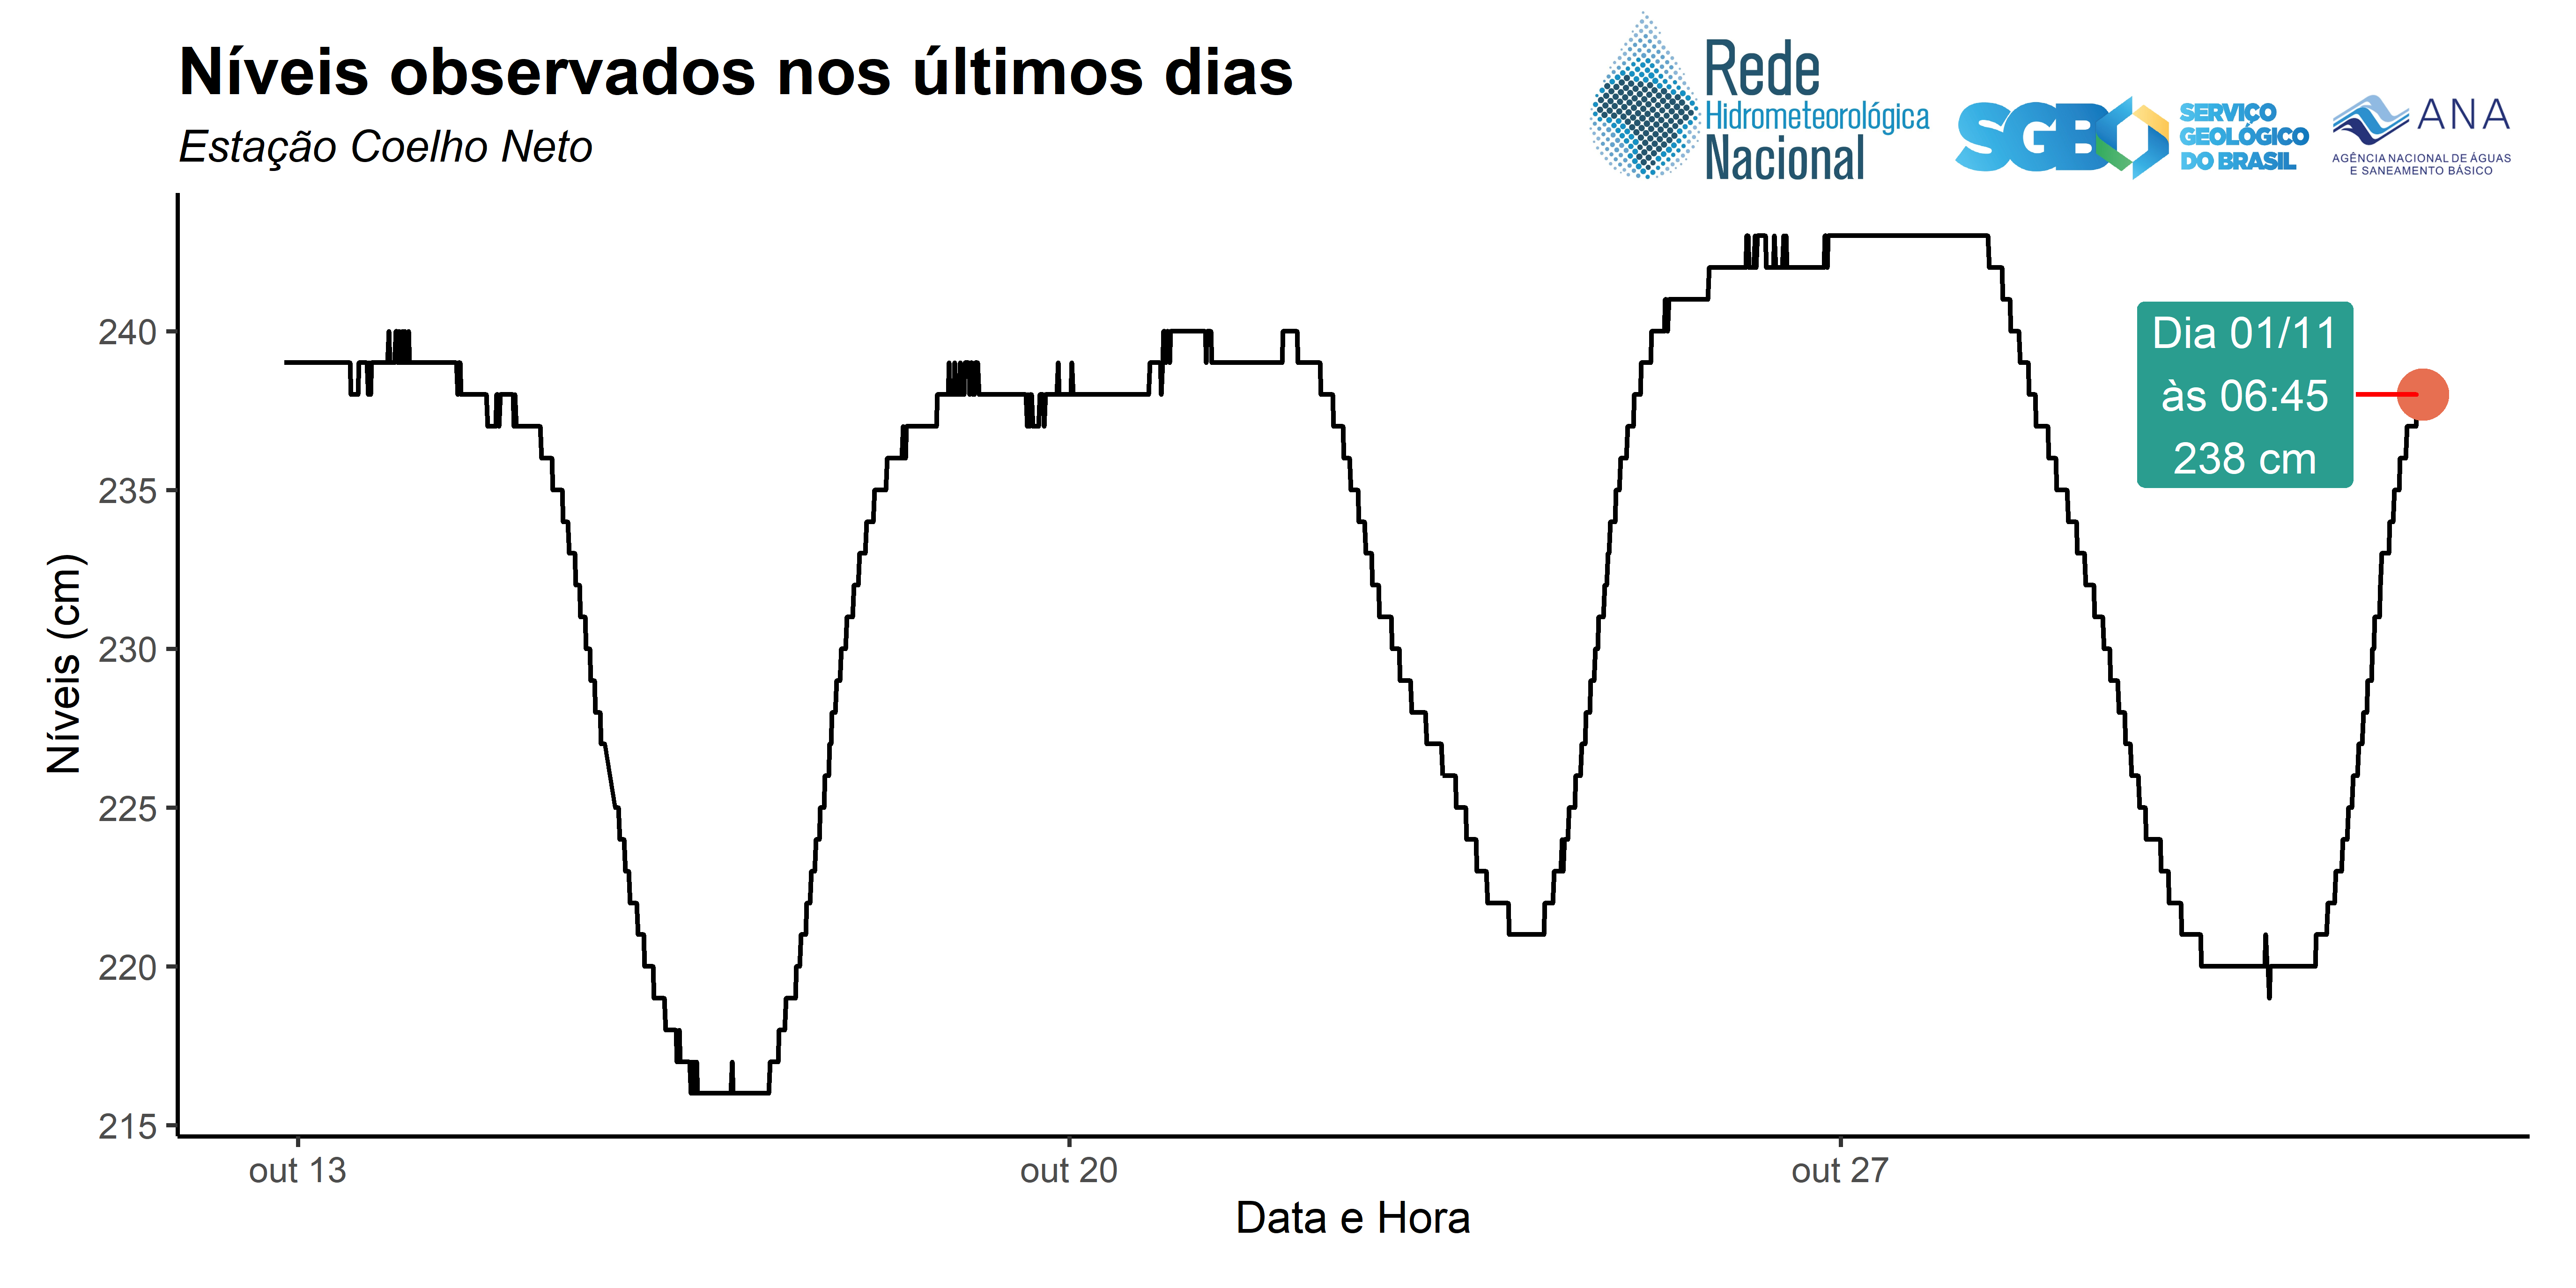 Níveis observados nos últimos dias
Estação Coelho Neto
Rede
Hidrometeorológica
Nacional
SGB
SERVIÇO
GEOLÓGICO
DO BRASIL
ANA
AGÊNCIA NACIONAL DE ÁGUAS
E SANEAMENTO BÁSICO
Níveis (cm)
240
235
230
225
220
215
Dia 01/11
às 06:45
238 cm
out 13
out 20
out 27
Data e Hora